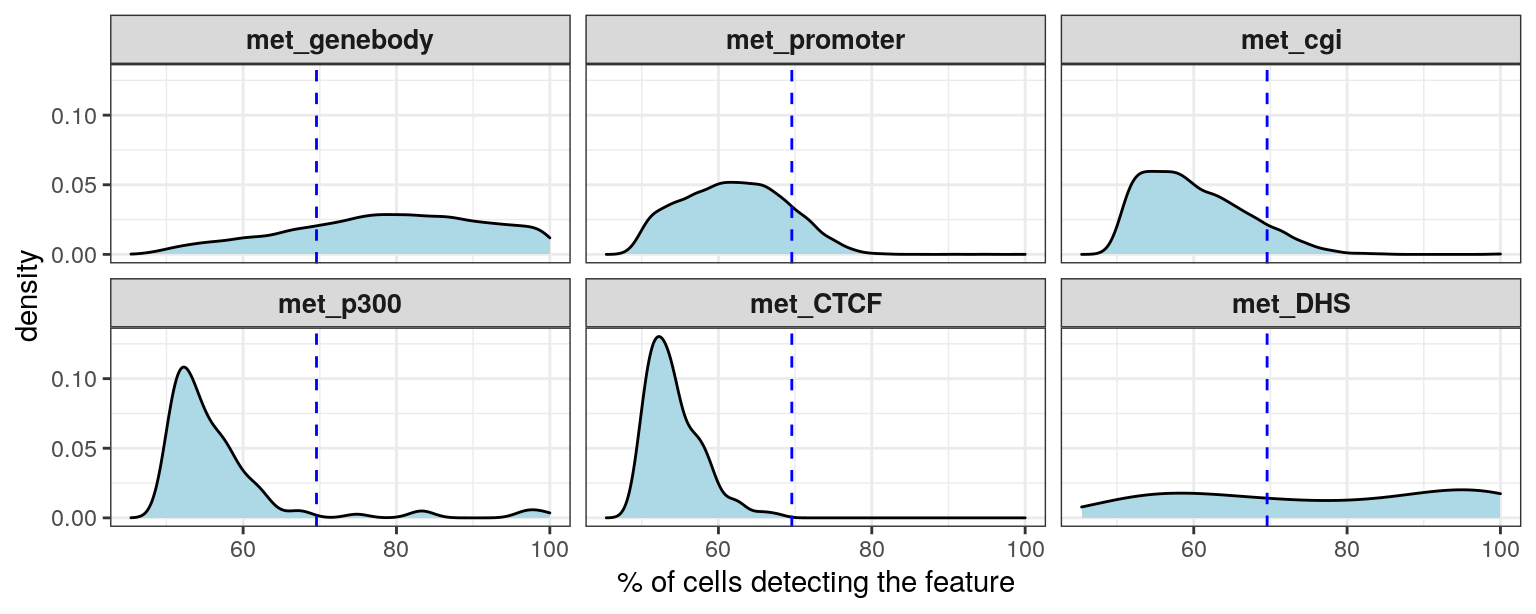 met_genebody met_promoter met_cgi
0.10
0.05
0.00
met_p300 met_CTCF met_DHS
0.10
0.05
0.00
60 80 100 60 80 100 60 80 100
% of cells detecting the feature
density